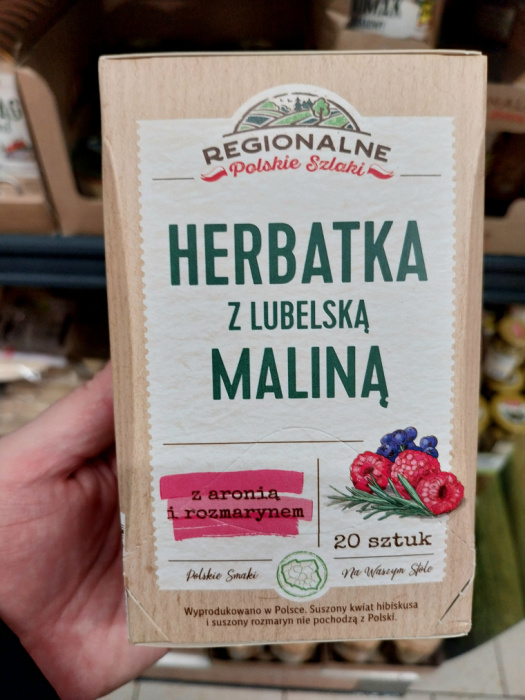 REGIONALNE
Polskie Szlaki
HERBATKA
Z LUBELSKĄ
MALINĄ
z aronią
i rozmarynem
20 sztuk
Polskie Smaki
Na Waszym Stole
Wyprodukowano w Polsce. Suszony kwiat hibiskusa
i suszony rozmaryn nie pochodzą z Polski.